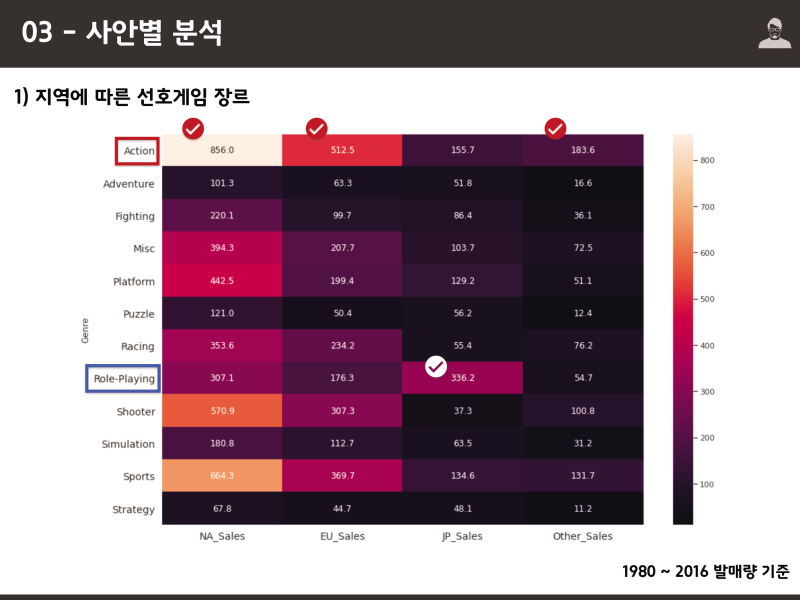 03 - 사안별 분석
1) 지역에 따른 선호게임 장르
Action 856.0 512.5 155.7 183.6
Adventure 101.3 63.3 51.8 16.6
Fighting 220.1 99.7 86.4 36.1
Misc 394.3 207.7 103.7 72.5
Platform 442.5 199.4 129.2 51.1
Puzzle 121.0 50.4 56.2 12.4
Racing 353.6 234.2 55.4 76.2
Role-Playing 307.1 176.3 336.2 54.7
Shooter 570.9 307.3 37.3 100.8
Simulation 180.8 112.7 63.5 31.2
Sports 664.3 369.7 134.6 131.7
Strategy 67.8 44.7 48.1 11.2
Genre
NA_Sales EU_Sales JP_Sales Other_Sales
800
700
600
500
400
300
200
100
1980 ~ 2016 발매량 기준